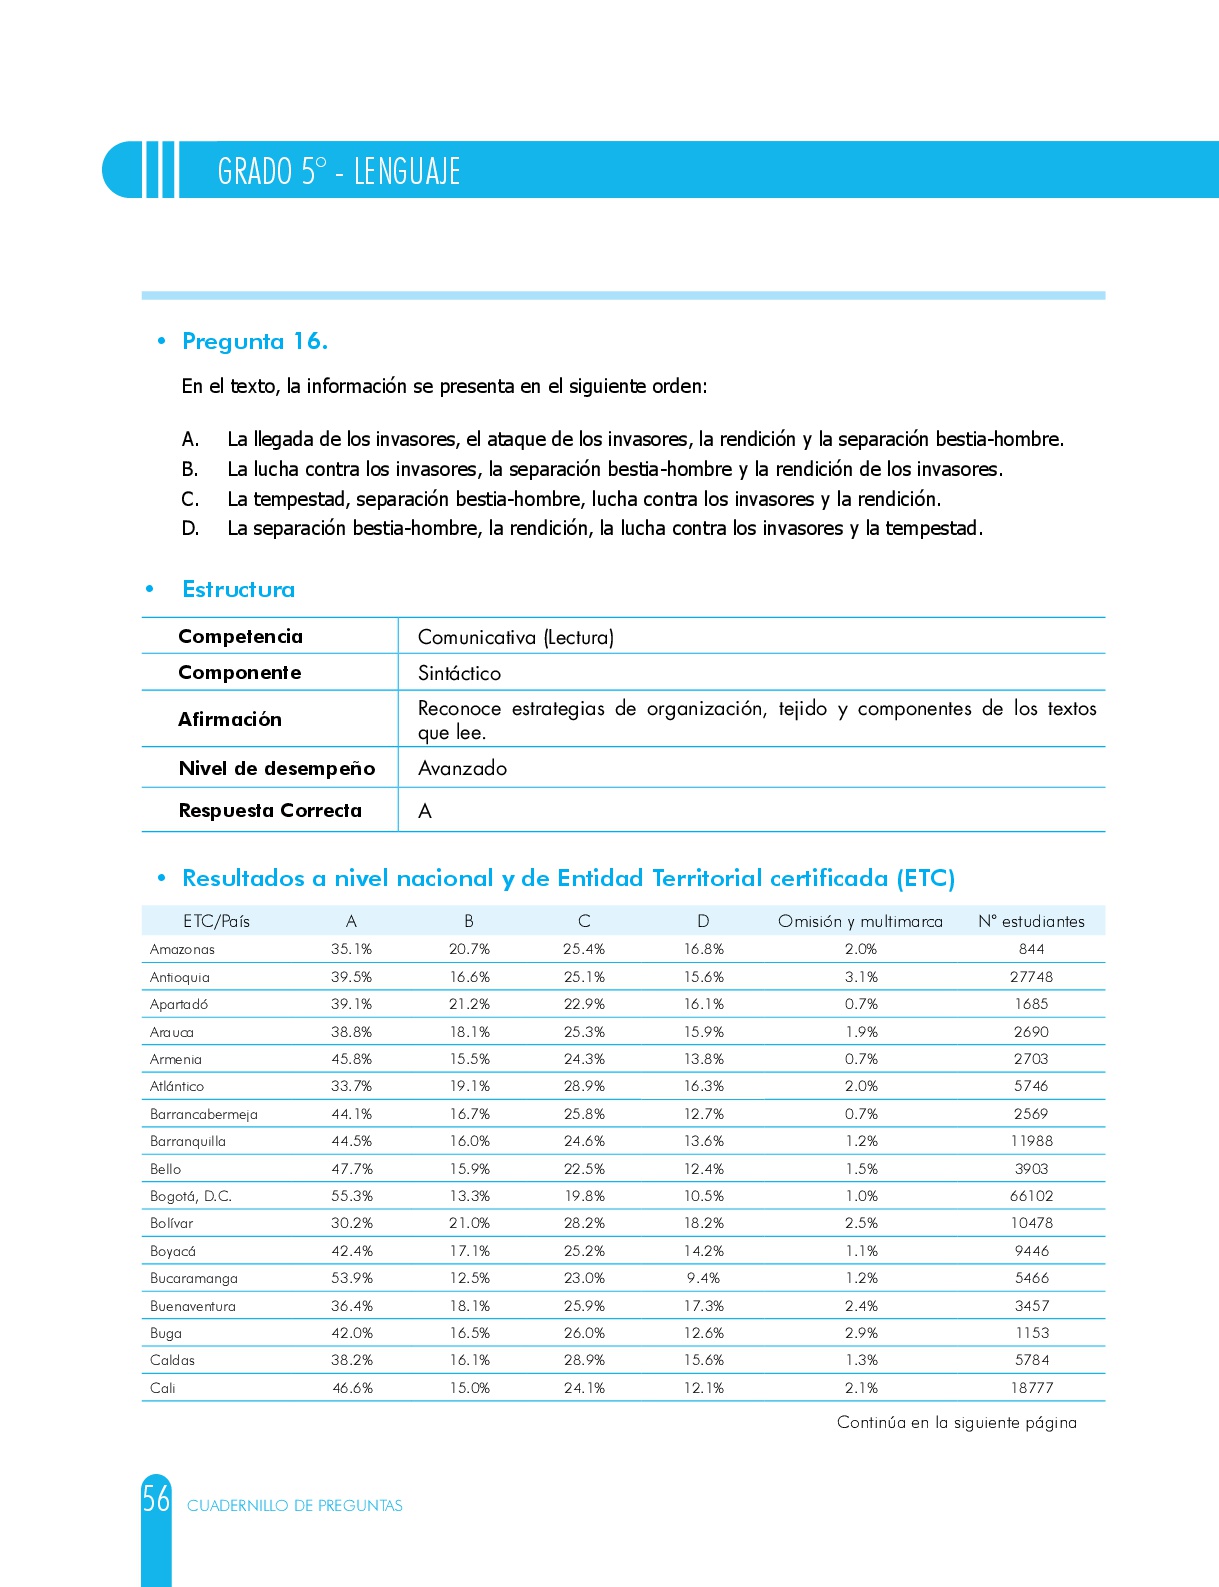 GRADO 5° - LENGUAJE
• Pregunta 16.
En el texto, la información se presenta en el siguiente orden:
A. La llegada de los invasores, el ataque de los invasores, la rendición y la separación bestia-hombre.
B. La lucha contra los invasores, la separación bestia-hombre y la rendición de los invasores.
C. La tempestad, separación bestia-hombre, lucha contra los invasores y la rendición.
D. La separación bestia-hombre, la rendición, la lucha contra los invasores y la tempestad.
• Estructura
Competencia Comunicativa (Lectura)
Componente Sintáctico
Afirmación Reconoce estrategias de organización, tejido y componentes de los textos
que lee.
Nivel de desempeño Avanzado
Respuesta Correcta A
• Resultados a nivel nacional y de Entidad Territorial certificada (ETC)
ETC/País A B C D Omisión y multimarca N° estudiantes
Amazonas 35.1% 20.7% 25.4% 16.8% 2.0% 844
Antioquia 39.5% 16.6% 25.1% 15.6% 3.1% 27748
Apartadó 39.1% 21.2% 22.9% 16.1% 0.7% 1685
Arauca 38.8% 18.1% 25.3% 15.9% 1.9% 2690
Armenia 45.8% 15.5% 24.3% 13.8% 0.7% 2703
Atlántico 33.7% 19.1% 28.9% 16.3% 2.0% 5746
Barrancabermeja 44.1% 16.7% 25.8% 12.7% 0.7% 2569
Barranquilla 44.5% 16.0% 24.6% 13.6% 1.2% 11988
Bello 47.7% 15.9% 22.5% 12.4% 1.5% 3903
Bogotá, D.C. 55.3% 13.3% 19.8% 10.5% 1.0% 66102
Bolívar 30.2% 21.0% 28.2% 18.2% 2.5% 10478
Boyacá 42.4% 17.1% 25.2% 14.2% 1.1% 9446
Bucaramanga 53.9% 12.5% 23.0% 9.4% 1.2% 5466
Buenaventura 36.4% 18.1% 25.9% 17.3% 2.4% 3457
Buga 42.0% 16.5% 26.0% 12.6% 2.9% 1153
Caldas 38.2% 16.1% 28.9% 15.6% 1.3% 5784
Cali 46.6% 15.0% 24.1% 12.1% 2.1% 18777
Continúa en la siguiente página
56 CUADERNILLO DE PREGUNTAS